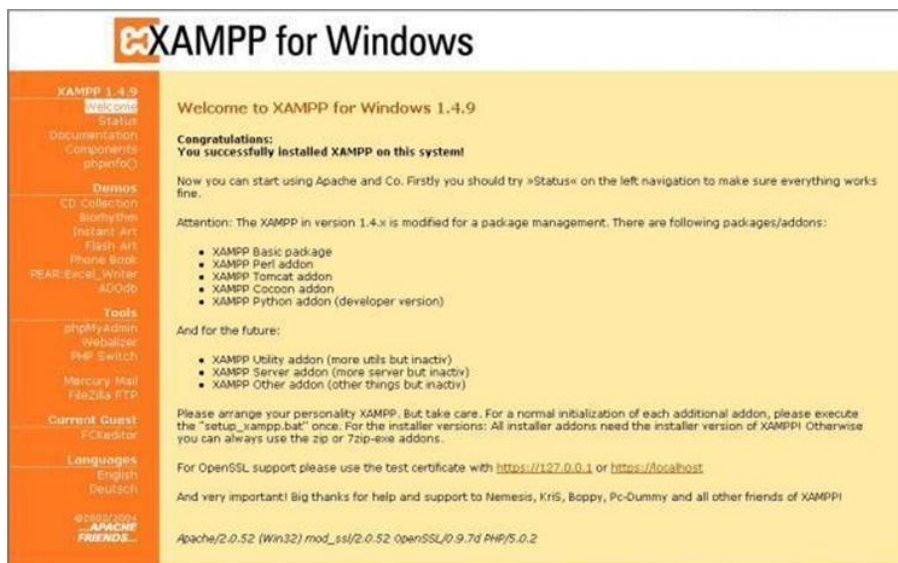 XAMPP for Windows
XAMPP 1.4.9
Welcome
Status
Documentation
Components
phpinfo()
Demos
CD Collection
Biorhythm
Instant Art
Flash Art
Phone Book
PEAR:Excel_Writer
ADOdb
Tools
phpMyAdmin
Webalizer
PHP Switch
Mercury Mail
FileZilla FTP
Current Guest
FCKeditor
Languages
English
Deutsch
©2002/2004
...APACHE
FRIENDS...
Welcome to XAMPP for Windows 1.4.9
Congratulations:
You successfully installed XAMPP on this system!
Now you can start using Apache and Co. Firstly you should try »Status« on the left navigation to make sure everything works
fine.
Attention: The XAMPP in version 1.4.x is modified for a package management. There are following packages/addons:
• XAMPP Basic package
• XAMPP Perl addon
• XAMPP Tomcat addon
• XAMPP Cocoon addon
• XAMPP Python addon (developer version)
And for the future:
• XAMPP Utility addon (more utils but inactiv)
• XAMPP Server addon (more server but inactiv)
• XAMPP Other addon (other things but inactiv)
Please arrange your personality XAMPP. But take care. For a normal initialization of each additional addon, please execute
the "setup_xampp.bat" once. For the installer versions: All installer addons need the installer version of XAMPP! Otherwise
you can always use the zip or 7zip-exe addons.
For OpenSSL support please use the test certificate with https://127.0.0.1 or https://localhost
And very important! Big thanks for help and support to Nemesis, KriS, Boppy, Pc-Dummy and all other friends of XAMPP!
Apache/2.0.52 (Win32) mod_ssl/2.0.52 OpenSSL/0.9.7d PHP/5.0.2